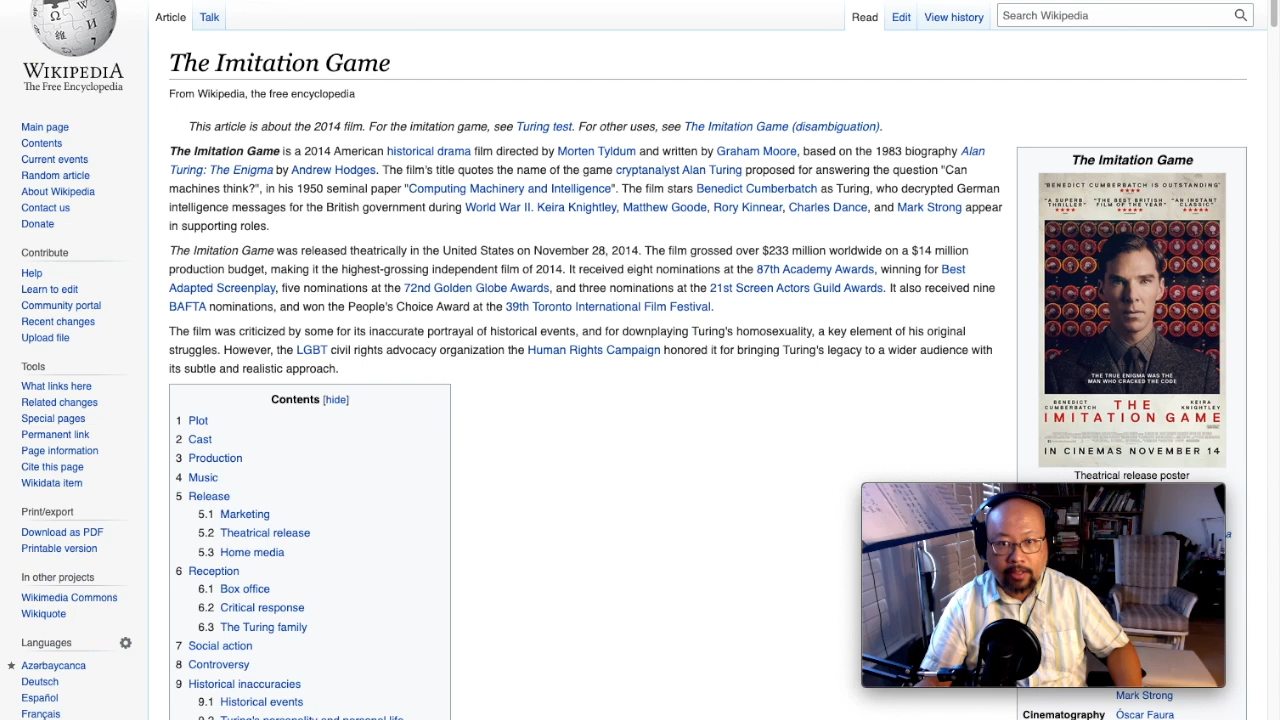 Article
Talk
Read
Edit
View history
Search Wikipedia
WIKIPEDIA
The Free Encyclopedia
Main page
Contents
Current events
Random article
About Wikipedia
Contact us
Donate
Contribute
Help
Learn to edit
Community portal
Recent changes
Upload file
Tools
What links here
Related changes
Special pages
Permanent link
Page information
Cite this page
Wikidata item
Print/export
Download as PDF
Printable version
In other projects
Wikimedia Commons
Wikiquote
Languages
Azərbaycanca
Deutsch
Español
Français
The Imitation Game
From Wikipedia, the free encyclopedia
This article is about the 2014 film. For the imitation game, see Turing test. For other uses, see The Imitation Game (disambiguation).
The Imitation Game is a 2014 American historical drama film directed by Morten Tyldum and written by Graham Moore, based on the 1983 biography Alan
Turing: The Enigma by Andrew Hodges. The film's title quotes the name of the game cryptanalyst Alan Turing proposed for answering the question "Can
machines think?", in his 1950 seminal paper "Computing Machinery and Intelligence". The film stars Benedict Cumberbatch as Turing, who decrypted German
intelligence messages for the British government during World War II. Keira Knightley, Matthew Goode, Rory Kinnear, Charles Dance, and Mark Strong appear
in supporting roles.
The Imitation Game was released theatrically in the United States on November 28, 2014. The film grossed over $233 million worldwide on a $14 million
production budget, making it the highest-grossing independent film of 2014. It received eight nominations at the 87th Academy Awards, winning for Best
Adapted Screenplay, five nominations at the 72nd Golden Globe Awards, and three nominations at the 21st Screen Actors Guild Awards. It also received nine
BAFTA nominations, and won the People's Choice Award at the 39th Toronto International Film Festival.
The film was criticized by some for its inaccurate portrayal of historical events, and for downplaying Turing's homosexuality, a key element of his original
struggles. However, the LGBT civil rights advocacy organization the Human Rights Campaign honored it for bringing Turing's legacy to a wider audience with
its subtle and realistic approach.
Contents [hide]
1 Plot
2 Cast
3 Production
4 Music
5 Release
5.1 Marketing
5.2 Theatrical release
5.3 Home media
6 Reception
6.1 Box office
6.2 Critical response
6.3 The Turing family
7 Social action
8 Controversy
9 Historical inaccuracies
9.1 Historical events
9.2 Turing's personality and personal life
The Imitation Game
"BENEDICT CUMBERBATCH IS OUTSTANDING"
"A SUPERB THRILLER"
"THE BEST BRITISH FILM OF THE YEAR"
"AN INSTANT CLASSIC"
THE TRUE ENIGMA WAS THE
MAN WHO CRACKED THE CODE
BENEDICT CUMBERBATCH
KEIRA KNIGHTLEY
THE
IMITATION GAME
IN CINEMAS NOVEMBER 14
Theatrical release poster
Mark Strong
Cinematography Óscar Faura